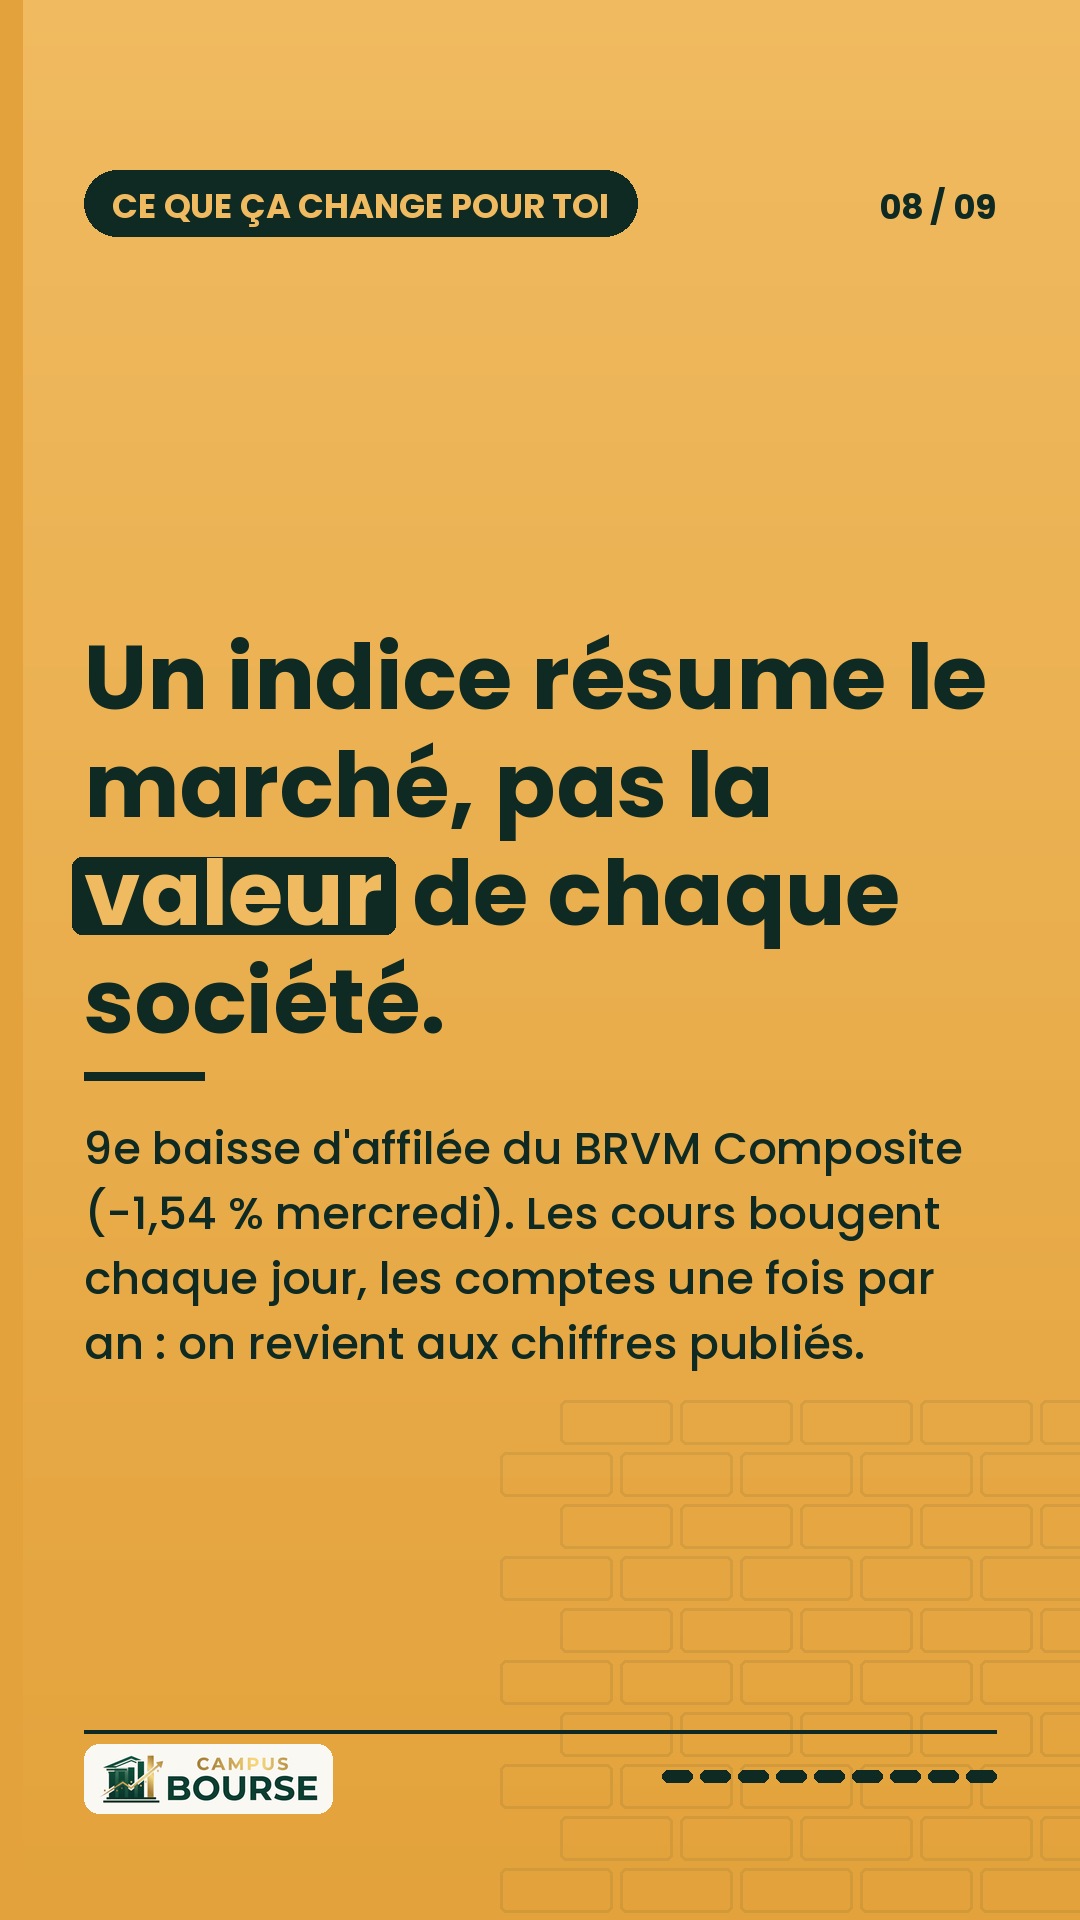 CE QUE ÇA CHANGE POUR TOI
08 / 09
Un indice résume le
marché, pas la
valeur de chaque
société.
9e baisse d'affilée du BRVM Composite
(-1,54 % mercredi). Les cours bougent
chaque jour, les comptes une fois par
an : on revient aux chiffres publiés.
CAMPUS
BOURSE